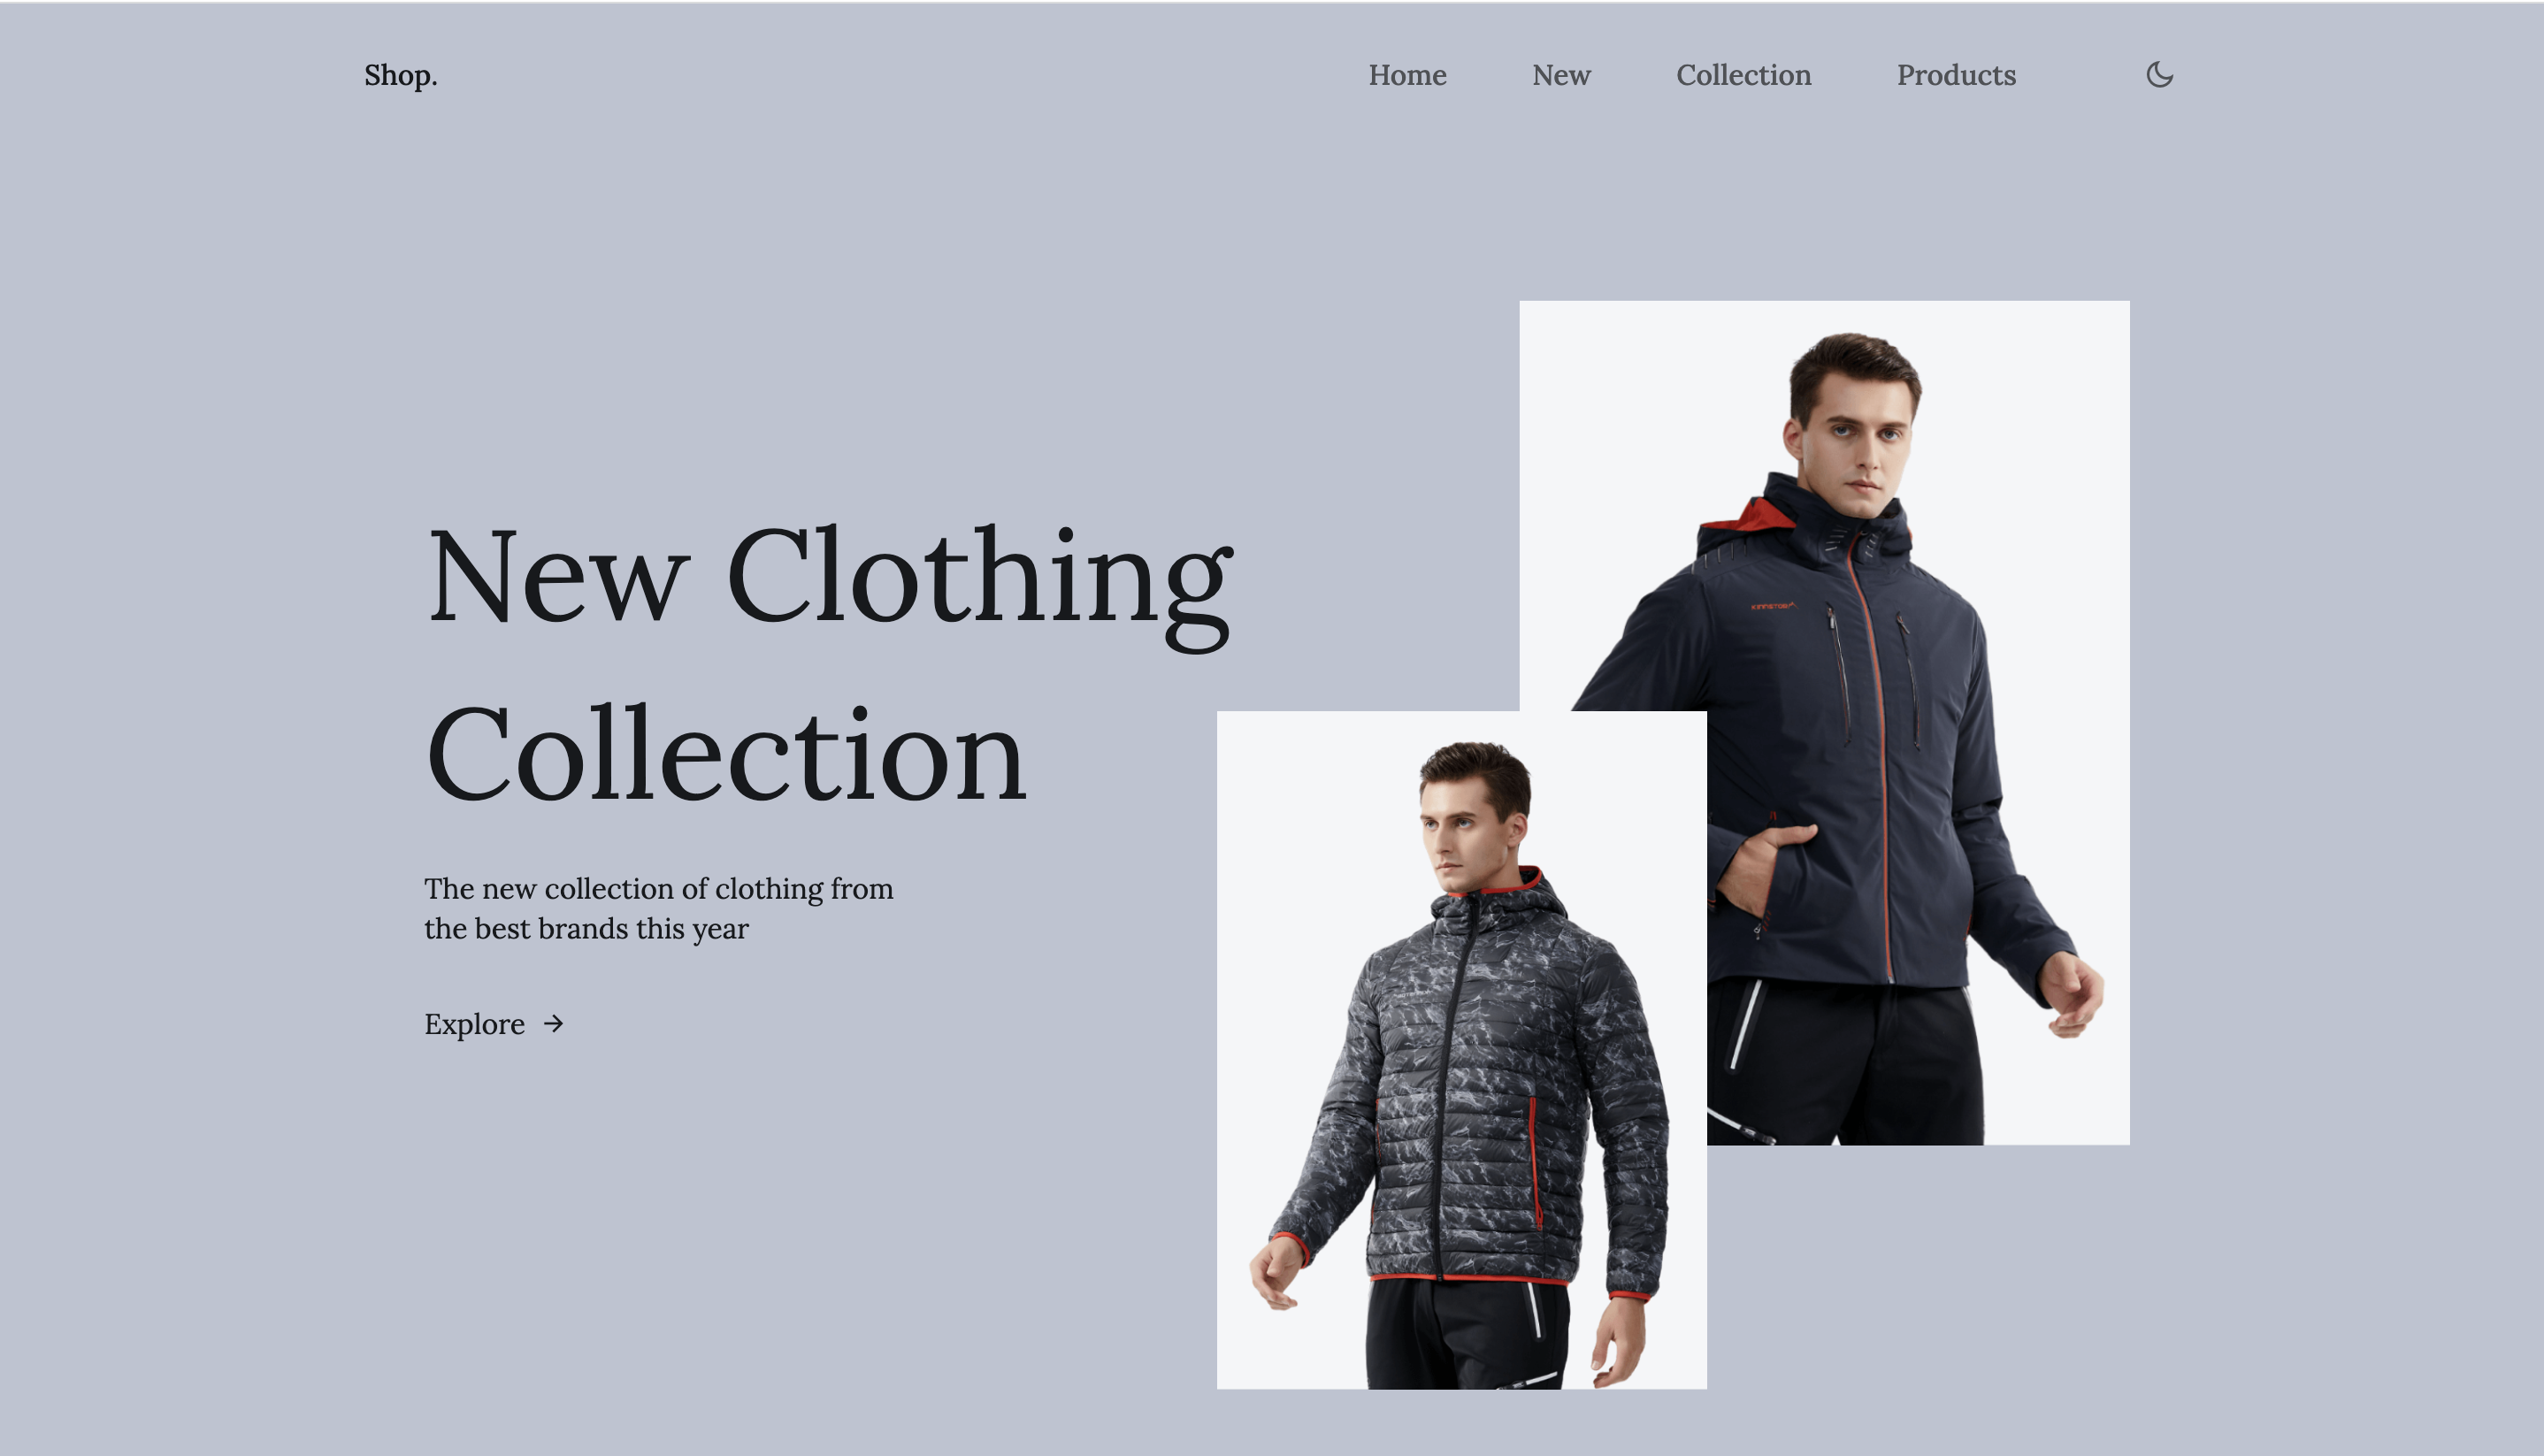 Shop.
Home New Collection Products
New Clothing
Collection
The new collection of clothing from
the best brands this year
Explore →